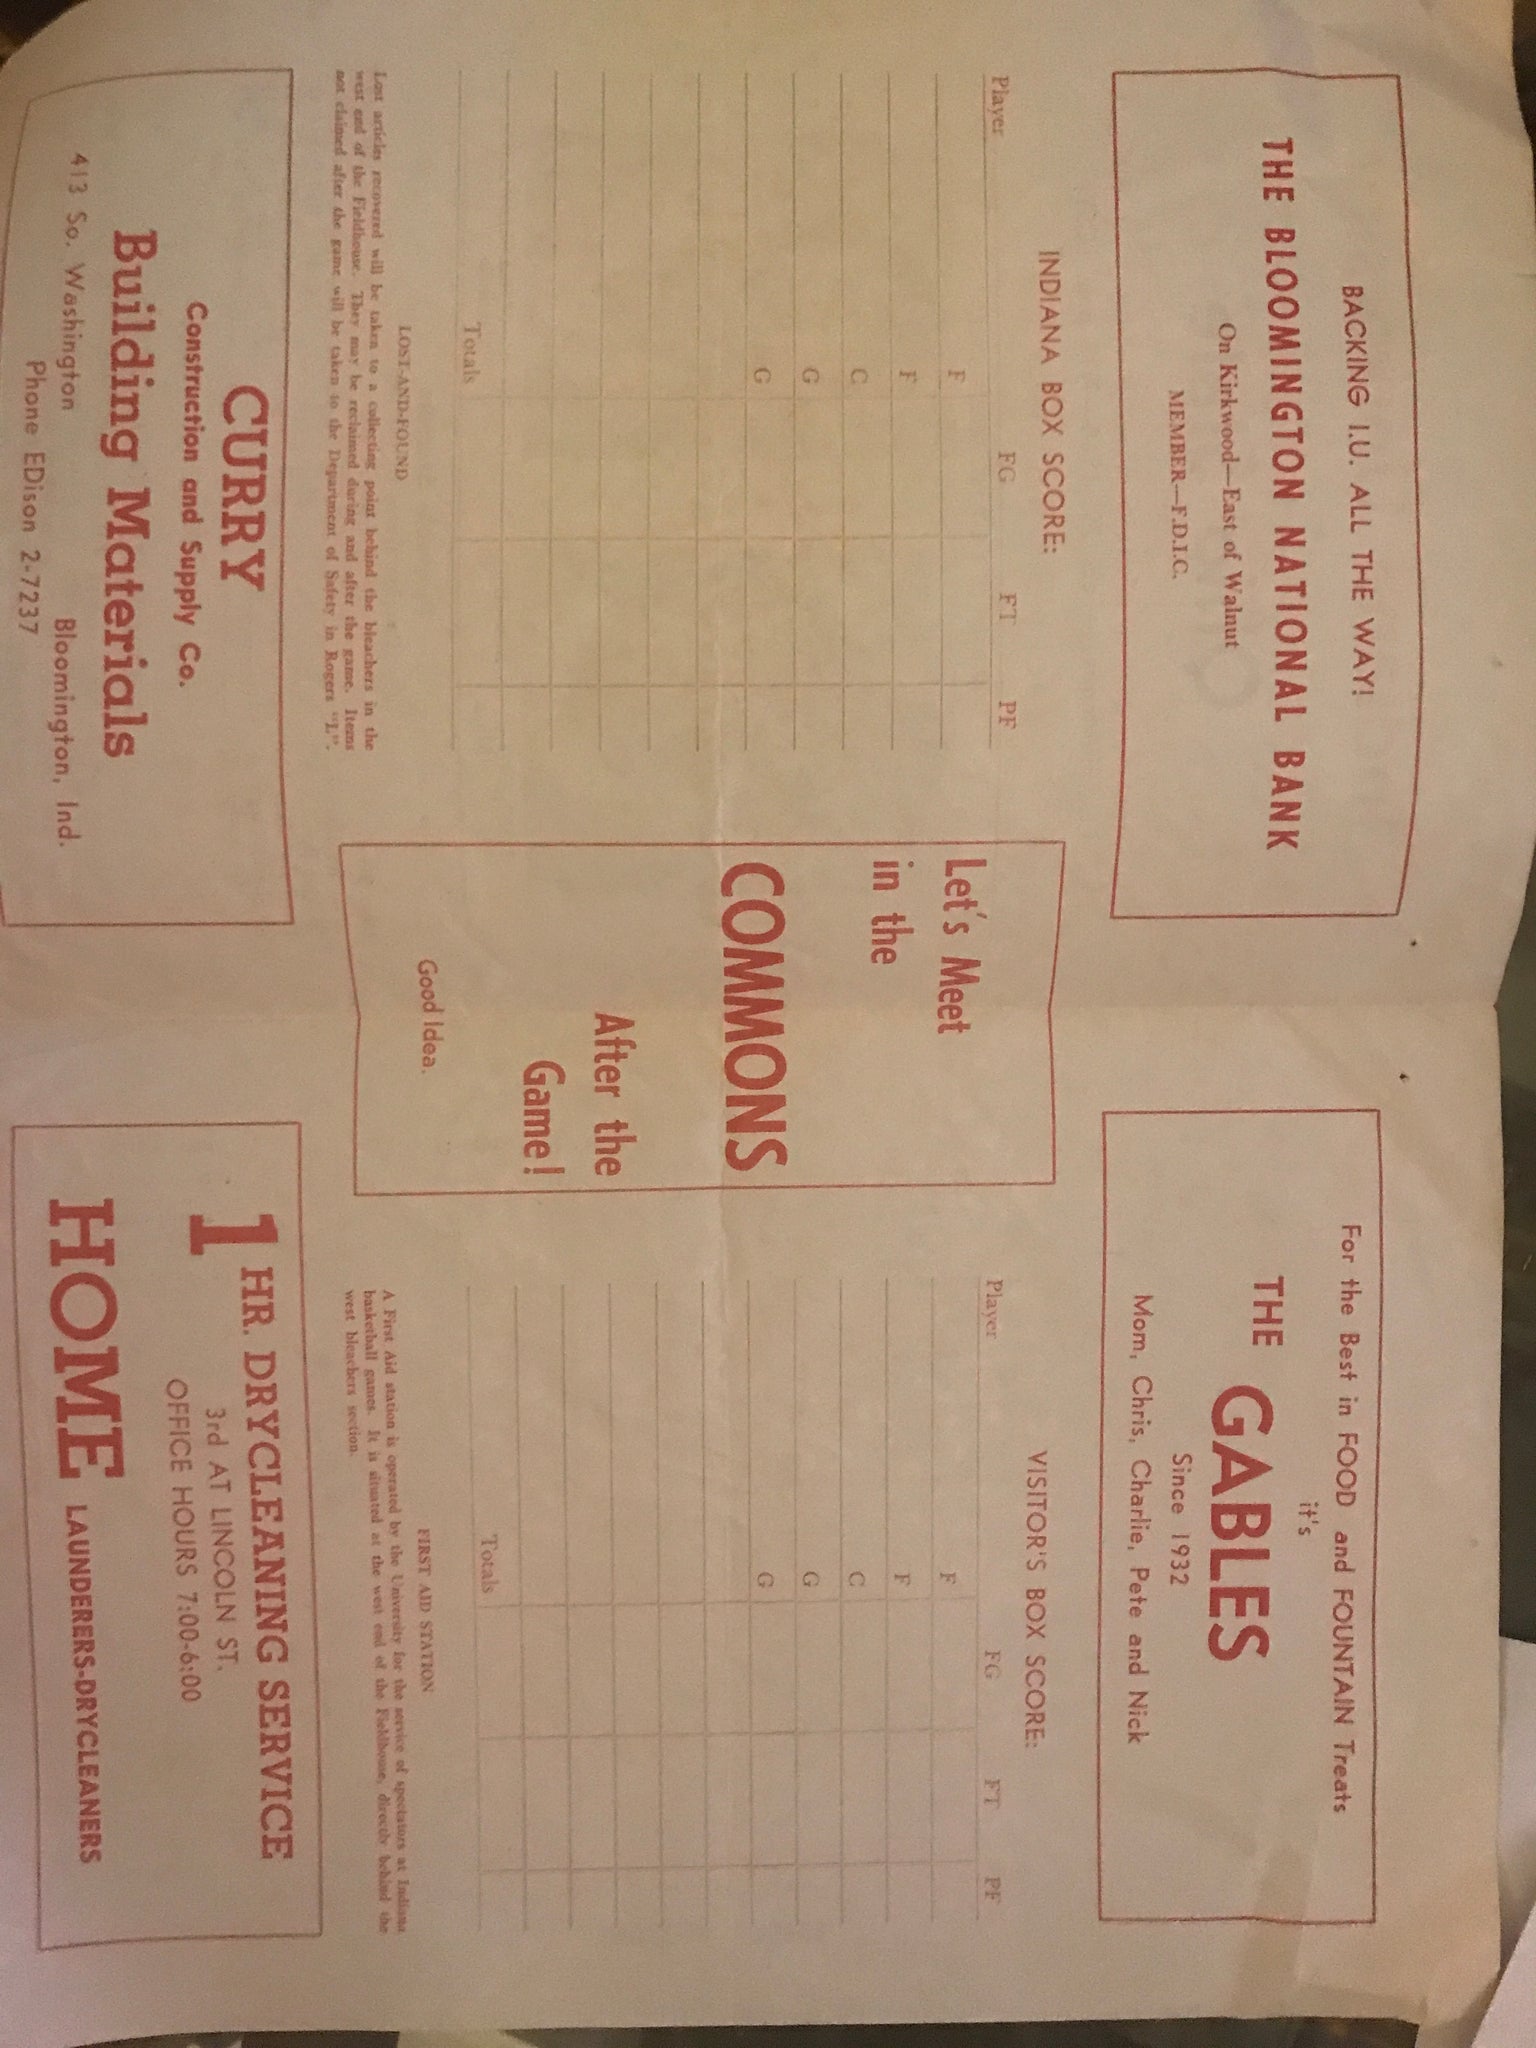 BACKING I.U. ALL THE WAY!
THE BLOOMINGTON NATIONAL BANK
On Kirkwood—East of Walnut
MEMBER—F.D.I.C.
INDIANA BOX SCORE:
Player FG FT PF
F
F
C
G
G
Totals
LOST-AND-FOUND
Lost articles recovered will be taken to a collecting point behind the bleachers in the
west end of the Fieldhouse. They may be reclaimed during and after the game. Items
not claimed after the game will be taken to the Department of Safety in Rogers "L".
CURRY
Construction and Supply Co.
Building Materials
413 So. Washington Bloomington, Ind.
Phone EDison 2-7237
Let's Meet
in the
COMMONS
After the
Game!
Good Idea.
For the Best in FOOD and FOUNTAIN Treats
it's
THE GABLES
Since 1932
Mom, Chris, Charlie, Pete and Nick
VISITOR'S BOX SCORE:
Player FG FT PF
F
F
C
G
G
Totals
FIRST AID STATION
A First Aid station is operated by the University for the service of spectators at Indiana
basketball games. It is situated at the west end of the Fieldhouse, directly behind the
west bleachers section.
1 HR. DRYCLEANING SERVICE
3rd AT LINCOLN ST.
OFFICE HOURS 7:00-6:00
HOME LAUNDERERS-DRYCLEANERS